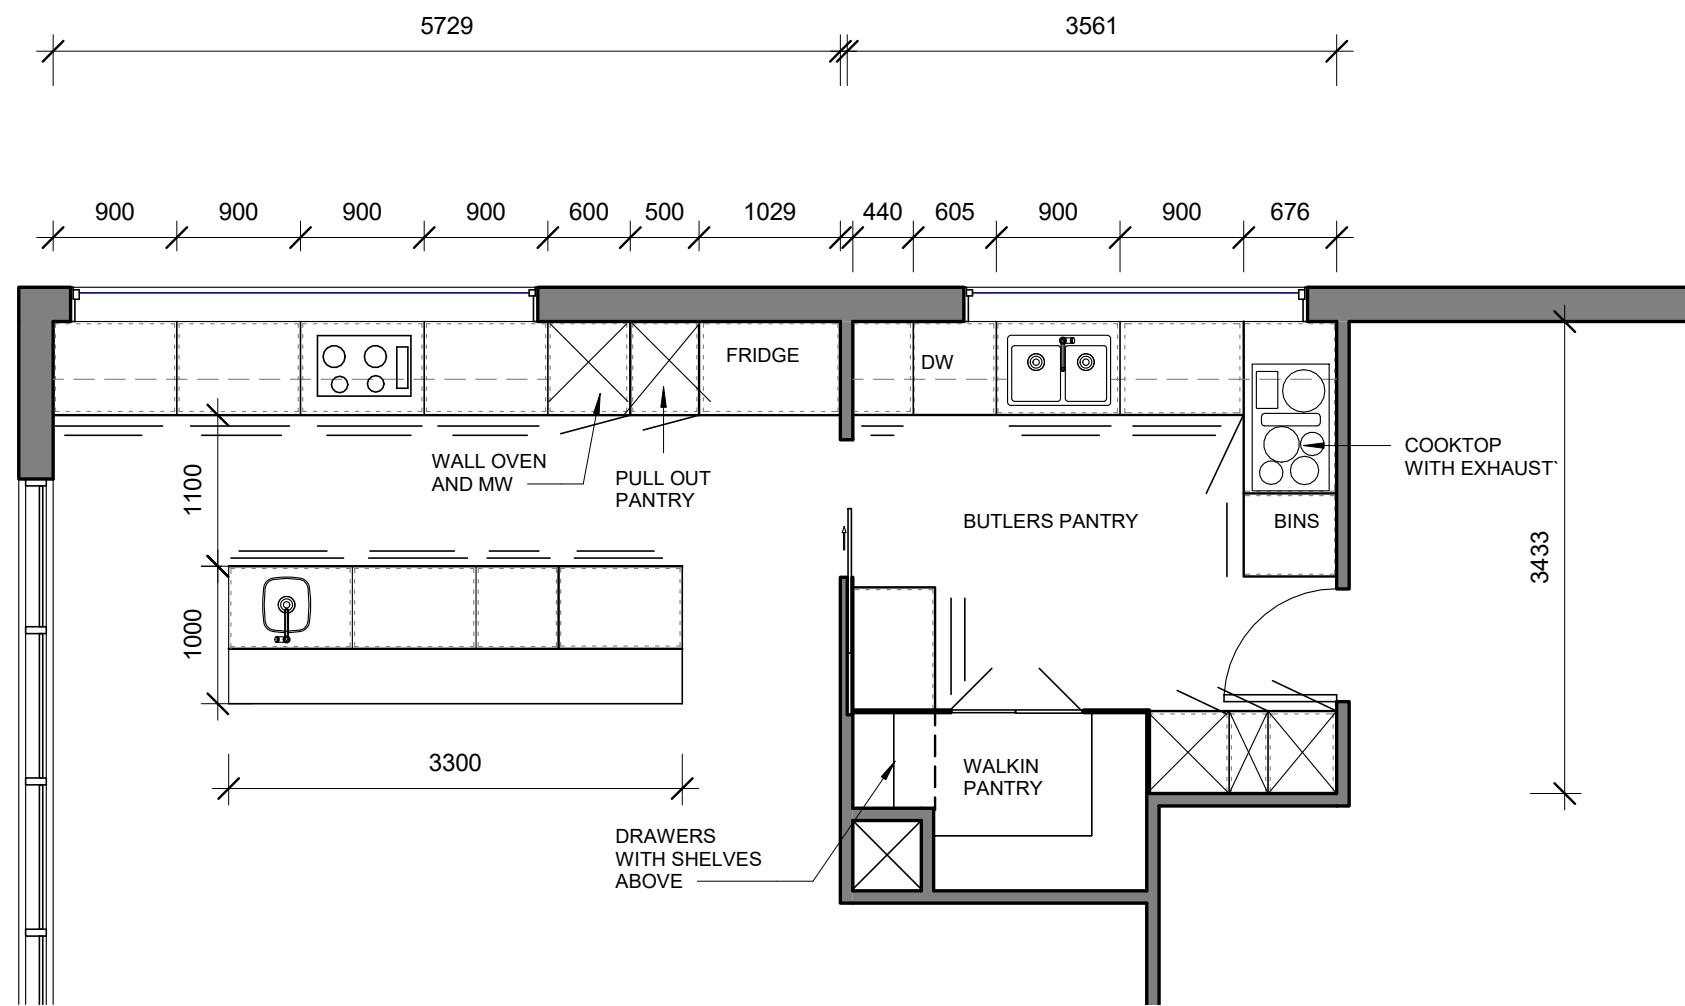 5729
3561
900
900
900
900
600
500
1029
440
605
900
900
676
FRIDGE
DW
WALL OVEN
AND MW
PULL OUT
PANTRY
COOKTOP
WITH EXHAUST`
1100
BUTLERS PANTRY
BINS
3433
1000
3300
WALKIN
PANTRY
DRAWERS
WITH SHELVES
ABOVE